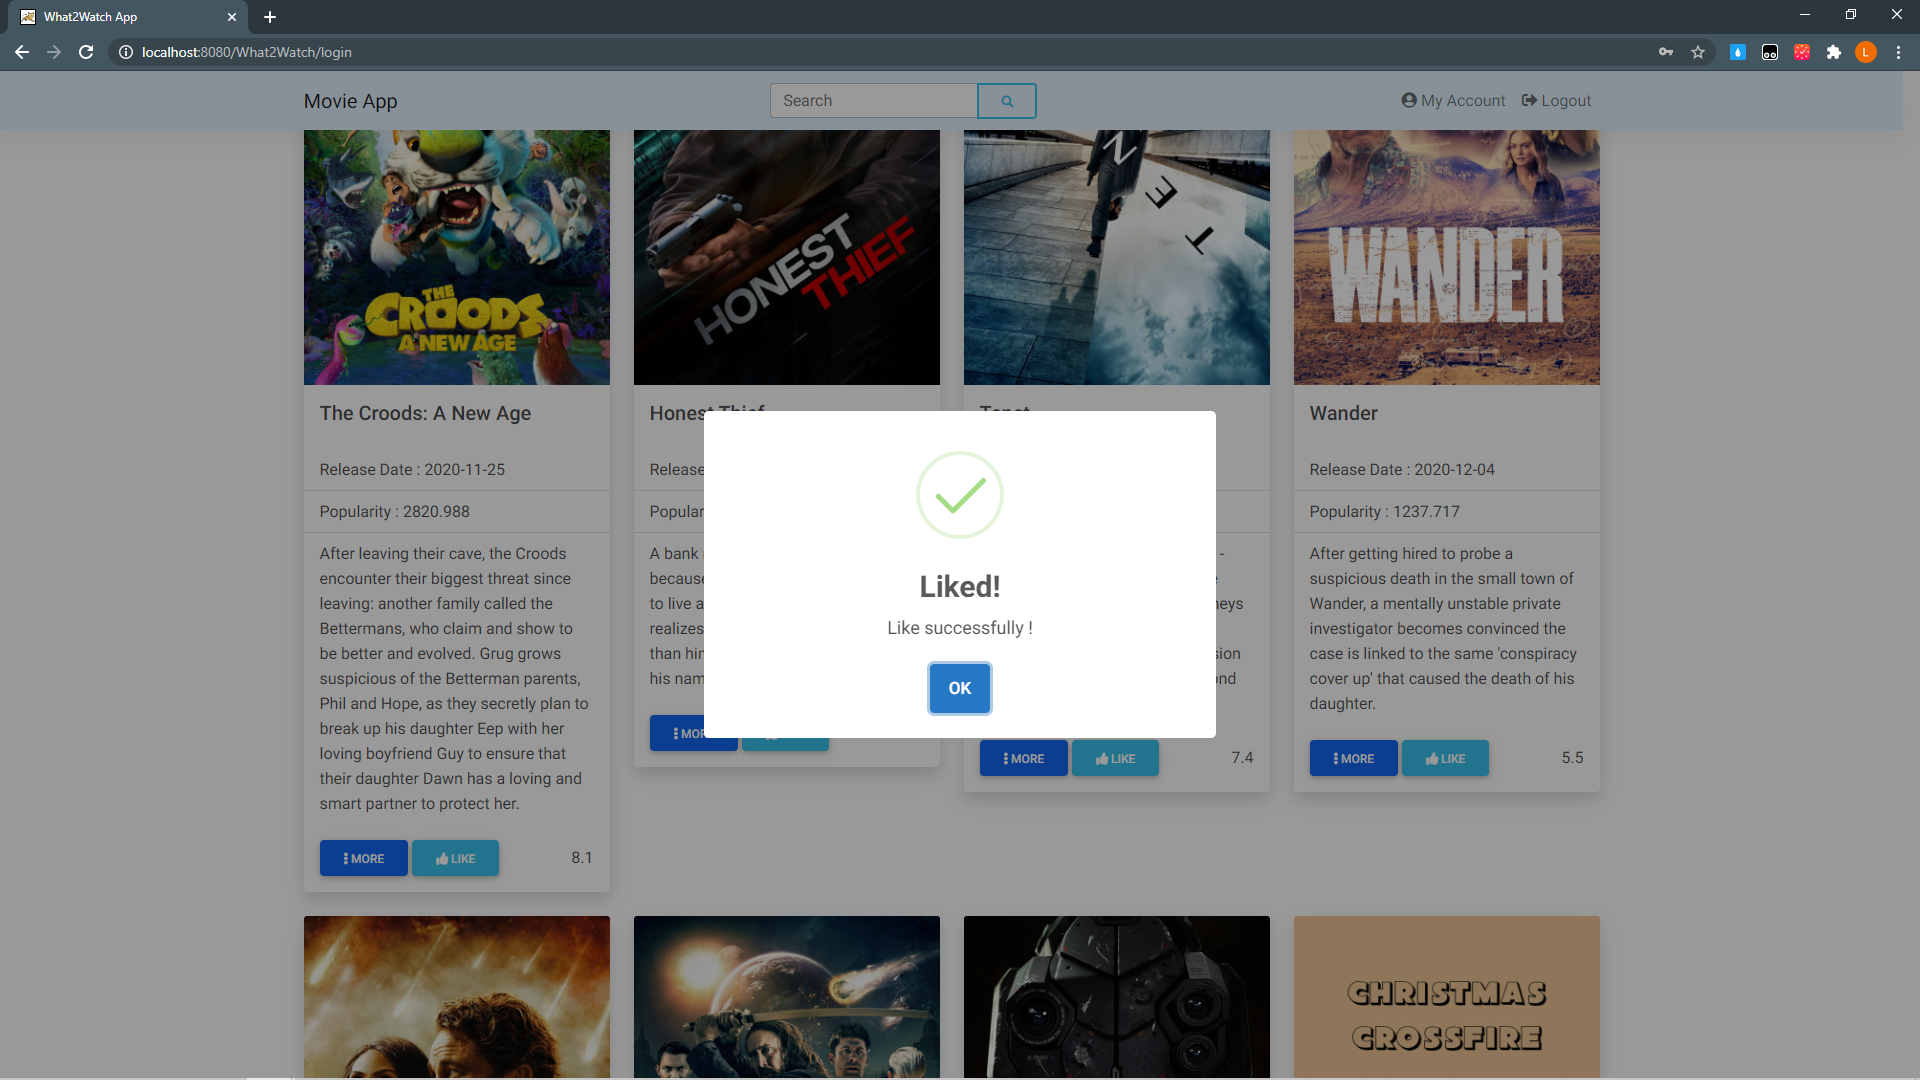 What2Watch App
localhost:8080/What2Watch/login
L
Movie App
Search
My Account
Logout
THE
CROODS
A NEW AGE
HONEST
THIEF
N
E
T
WANDER
The Croods: A New Age
Release Date : 2020-11-25
Popularity : 2820.988
After leaving their cave, the Croods
encounter their biggest threat since
leaving: another family called the
Bettermans, who claim and show to
be better and evolved. Grug grows
suspicious of the Betterman parents,
Phil and Hope, as they secretly plan to
break up his daughter Eep with her
loving boyfriend Guy to ensure that
their daughter Dawn has a loving and
smart partner to protect her.
MORE
LIKE
8.1
Honest Thief
Release
A bank
to live a
realizes
his nam
Tenet
MORE
LIKE
7.4
Wander
Release Date : 2020-12-04
Popularity : 1237.717
After getting hired to probe a
suspicious death in the small town of
Wander, a mentally unstable private
investigator becomes convinced the
case is linked to the same 'conspiracy
cover up' that caused the death of his
daughter.
MORE
LIKE
5.5
Liked!
Like successfully !
OK
CHRISTMAS
CROSSFIRE